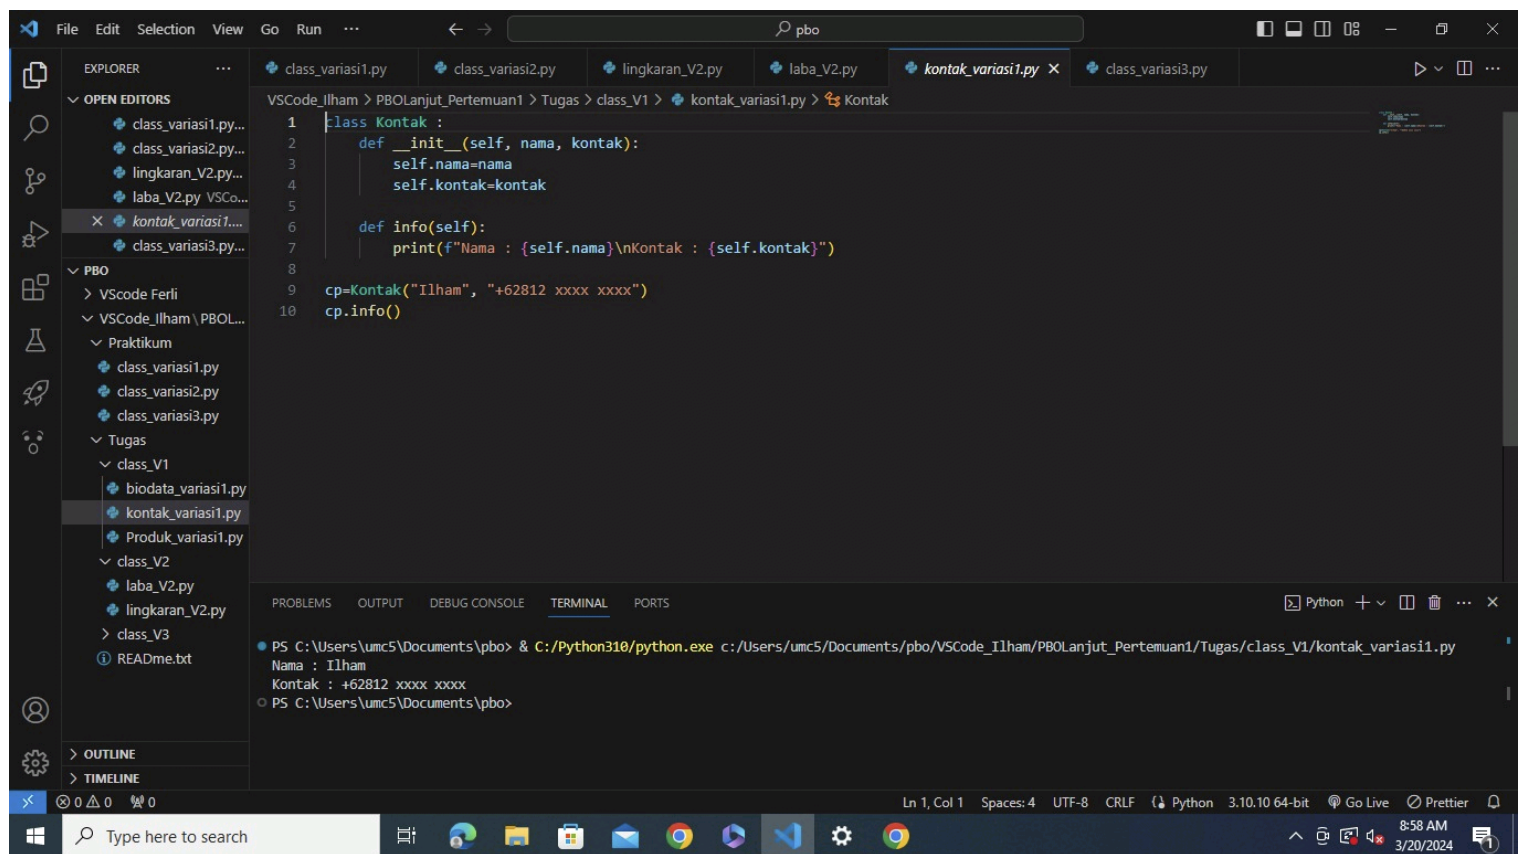 File Edit Selection View Go Run ··· pbo
EXPLORER ···
class_variasi1.py class_variasi2.py lingkaran_V2.py laba_V2.py kontak_variasi1.py class_variasi3.py
OPEN EDITORS
class_variasi1.py...
class_variasi2.py...
lingkaran_V2.py...
laba_V2.py VSCo...
kontak_variasi1....
class_variasi3.py...
PBO
VScode Ferli
VSCode_Ilham\PBOL...
Praktikum
class_variasi1.py
class_variasi2.py
class_variasi3.py
Tugas
class_V1
biodata_variasi1.py
kontak_variasi1.py
Produk_variasi1.py
class_V2
laba_V2.py
lingkaran_V2.py
class_V3
READme.txt
OUTLINE
TIMELINE
VSCode_Ilham > PBOLanjut_Pertemuan1 > Tugas > class_V1 > kontak_variasi1.py > Kontak
1 class Kontak :
2 def __init__(self, nama, kontak):
3 self.nama=nama
4 self.kontak=kontak
5
6 def info(self):
7 print(f"Nama : {self.nama}\nKontak : {self.kontak}")
8
9 cp=Kontak("Ilham", "+62812 xxxx xxxx")
10 cp.info()
PROBLEMS OUTPUT DEBUG CONSOLE TERMINAL PORTS Python
PS C:\Users\umc5\Documents\pbo> & C:/Python310/python.exe c:/Users/umc5/Documents/pbo/VSCode_Ilham/PBOLanjut_Pertemuan1/Tugas/class_V1/kontak_variasi1.py
Nama : Ilham
Kontak : +62812 xxxx xxxx
PS C:\Users\umc5\Documents\pbo>
0 0 0 Ln 1, Col 1 Spaces: 4 UTF-8 CRLF Python 3.10.10 64-bit Go Live Prettier
Type here to search
8:58 AM
3/20/2024
1